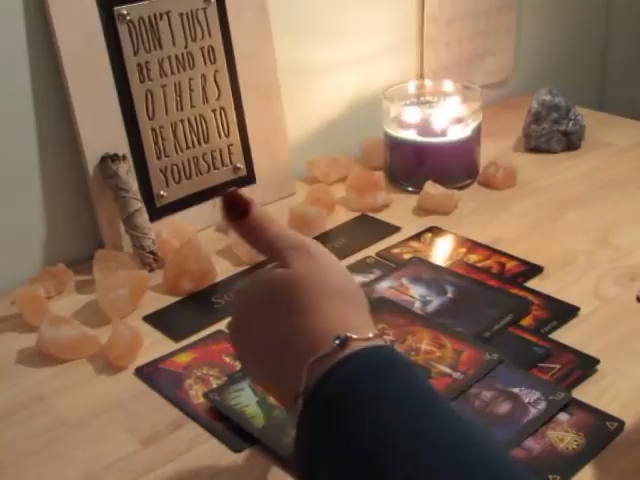 DON'T JUST
BE KIND TO
OTHERS
BE KIND TO
YOURSELF